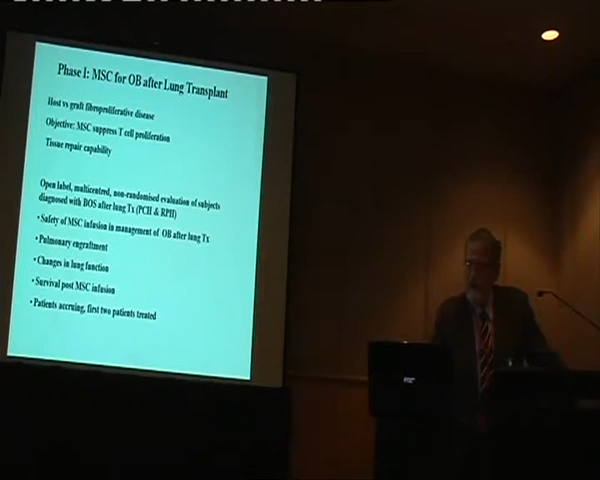 Phase I: MSC for OB after Lung Transplant
Host vs graft fibroproliferative disease
Objective: MSC suppress T cell proliferation
Tissue repair capability
Open label, multicentred, non-randomised evaluation of subjects
diagnosed with BOS after lung Tx (PCH & RPH)
• Safety of MSC infusion in management of OB after lung Tx
• Pulmonary engraftment
• Changes in lung function
• Survival post MSC infusion
• Patients accruing, first two patients treated